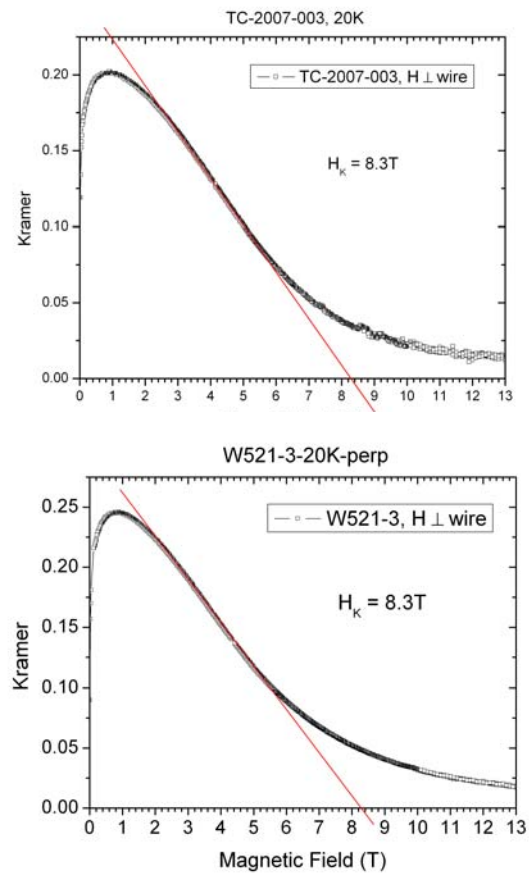 TC-2007-003, 20K
—□— TC-2007-003, H ⊥ wire
H_K = 8.3T
Kramer
0.20
0.15
0.10
0.05
0.00
0 1 2 3 4 5 6 7 8 9 10 11 12 13
W521-3-20K-perp
—□— W521-3, H ⊥ wire
H_K = 8.3T
Kramer
0.25
0.20
0.15
0.10
0.05
0.00
0 1 2 3 4 5 6 7 8 9 10 11 12 13
Magnetic Field (T)